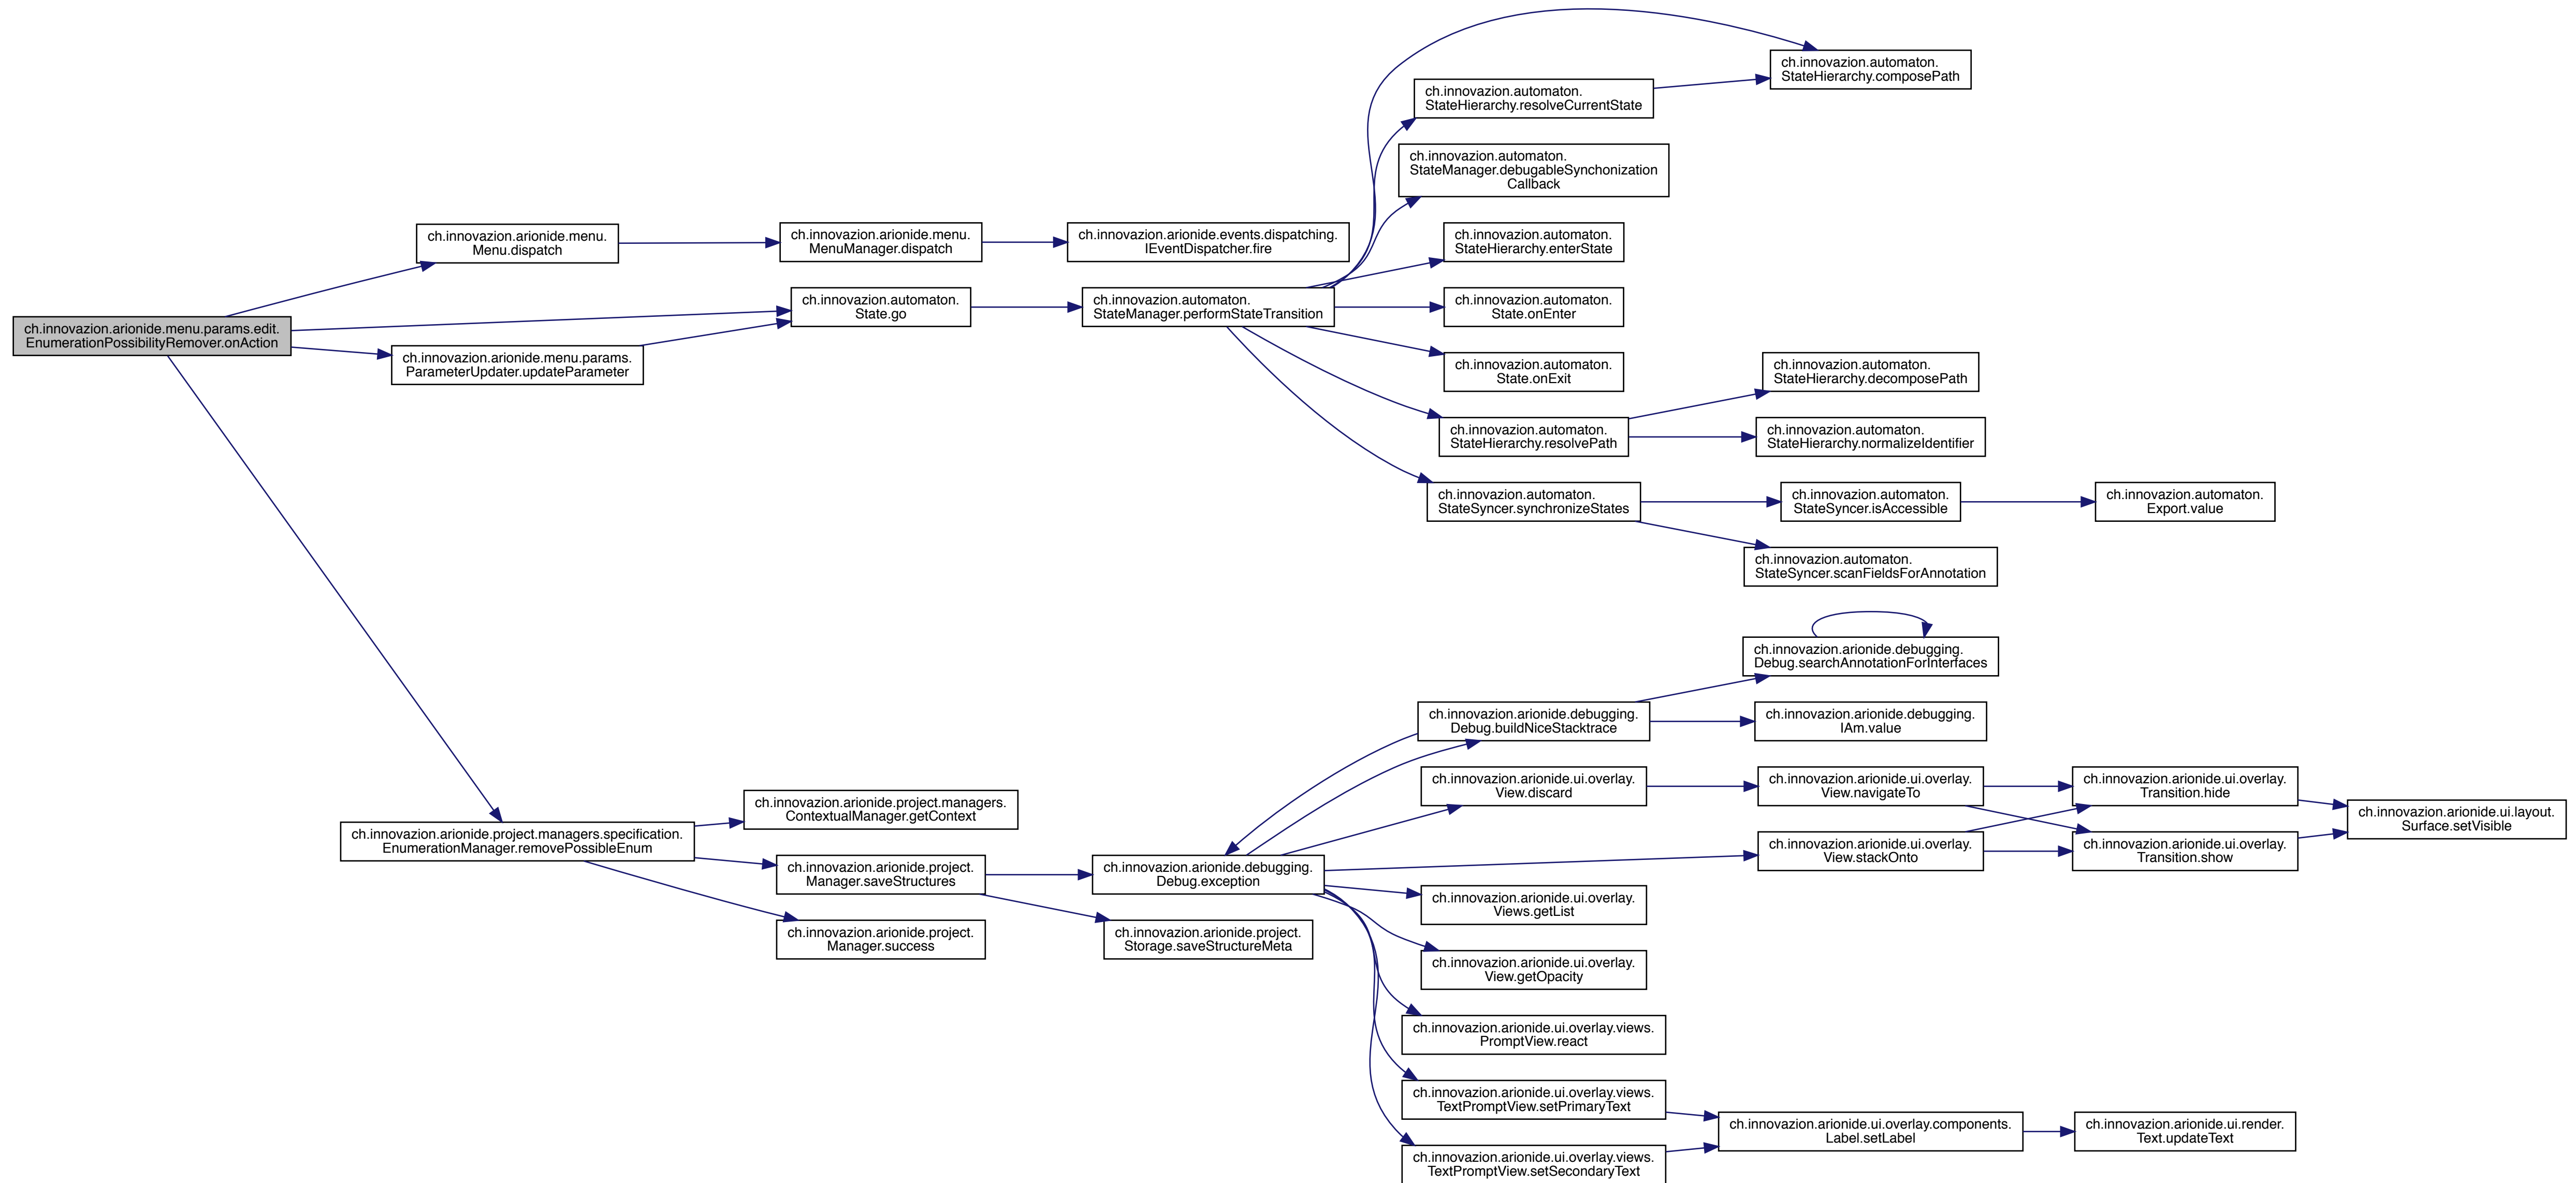 ch.innovazion.arionide.menu.params.edit.
EnumerationPossibilityRemover.onAction
ch.innovazion.arionide.menu.
Menu.dispatch
ch.innovazion.arionide.menu.params.
ParameterUpdater.updateParameter
ch.innovazion.arionide.project.managers.specification.
EnumerationManager.removePossibleEnum
ch.innovazion.arionide.menu.
MenuManager.dispatch
ch.innovazion.automaton.
State.go
ch.innovazion.arionide.project.managers.
ContextualManager.getContext
ch.innovazion.arionide.project.
Manager.saveStructures
ch.innovazion.arionide.project.
Manager.success
ch.innovazion.arionide.events.dispatching.
IEventDispatcher.fire
ch.innovazion.automaton.
StateManager.performStateTransition
ch.innovazion.arionide.debugging.
Debug.exception
ch.innovazion.arionide.project.
Storage.saveStructureMeta
ch.innovazion.automaton.
StateHierarchy.resolveCurrentState
ch.innovazion.automaton.
StateManager.debugableSynchonization
Callback
ch.innovazion.automaton.
StateHierarchy.enterState
ch.innovazion.automaton.
State.onEnter
ch.innovazion.automaton.
State.onExit
ch.innovazion.automaton.
StateHierarchy.resolvePath
ch.innovazion.automaton.
StateSyncer.synchronizeStates
ch.innovazion.arionide.debugging.
Debug.buildNiceStacktrace
ch.innovazion.arionide.ui.overlay.
View.discard
ch.innovazion.arionide.ui.overlay.
Views.getList
ch.innovazion.arionide.ui.overlay.
View.getOpacity
ch.innovazion.arionide.ui.overlay.views.
PromptView.react
ch.innovazion.arionide.ui.overlay.views.
TextPromptView.setPrimaryText
ch.innovazion.arionide.ui.overlay.views.
TextPromptView.setSecondaryText
ch.innovazion.automaton.
StateHierarchy.composePath
ch.innovazion.automaton.
StateHierarchy.decomposePath
ch.innovazion.automaton.
StateHierarchy.normalizeIdentifier
ch.innovazion.automaton.
StateSyncer.isAccessible
ch.innovazion.automaton.
StateSyncer.scanFieldsForAnnotation
ch.innovazion.arionide.debugging.
Debug.searchAnnotationForInterfaces
ch.innovazion.arionide.debugging.
IAm.value
ch.innovazion.arionide.ui.overlay.
View.navigateTo
ch.innovazion.arionide.ui.overlay.
View.stackOnto
ch.innovazion.arionide.ui.overlay.components.
Label.setLabel
ch.innovazion.automaton.
Export.value
ch.innovazion.arionide.ui.overlay.
Transition.hide
ch.innovazion.arionide.ui.overlay.
Transition.show
ch.innovazion.arionide.ui.render.
Text.updateText
ch.innovazion.arionide.ui.layout.
Surface.setVisible